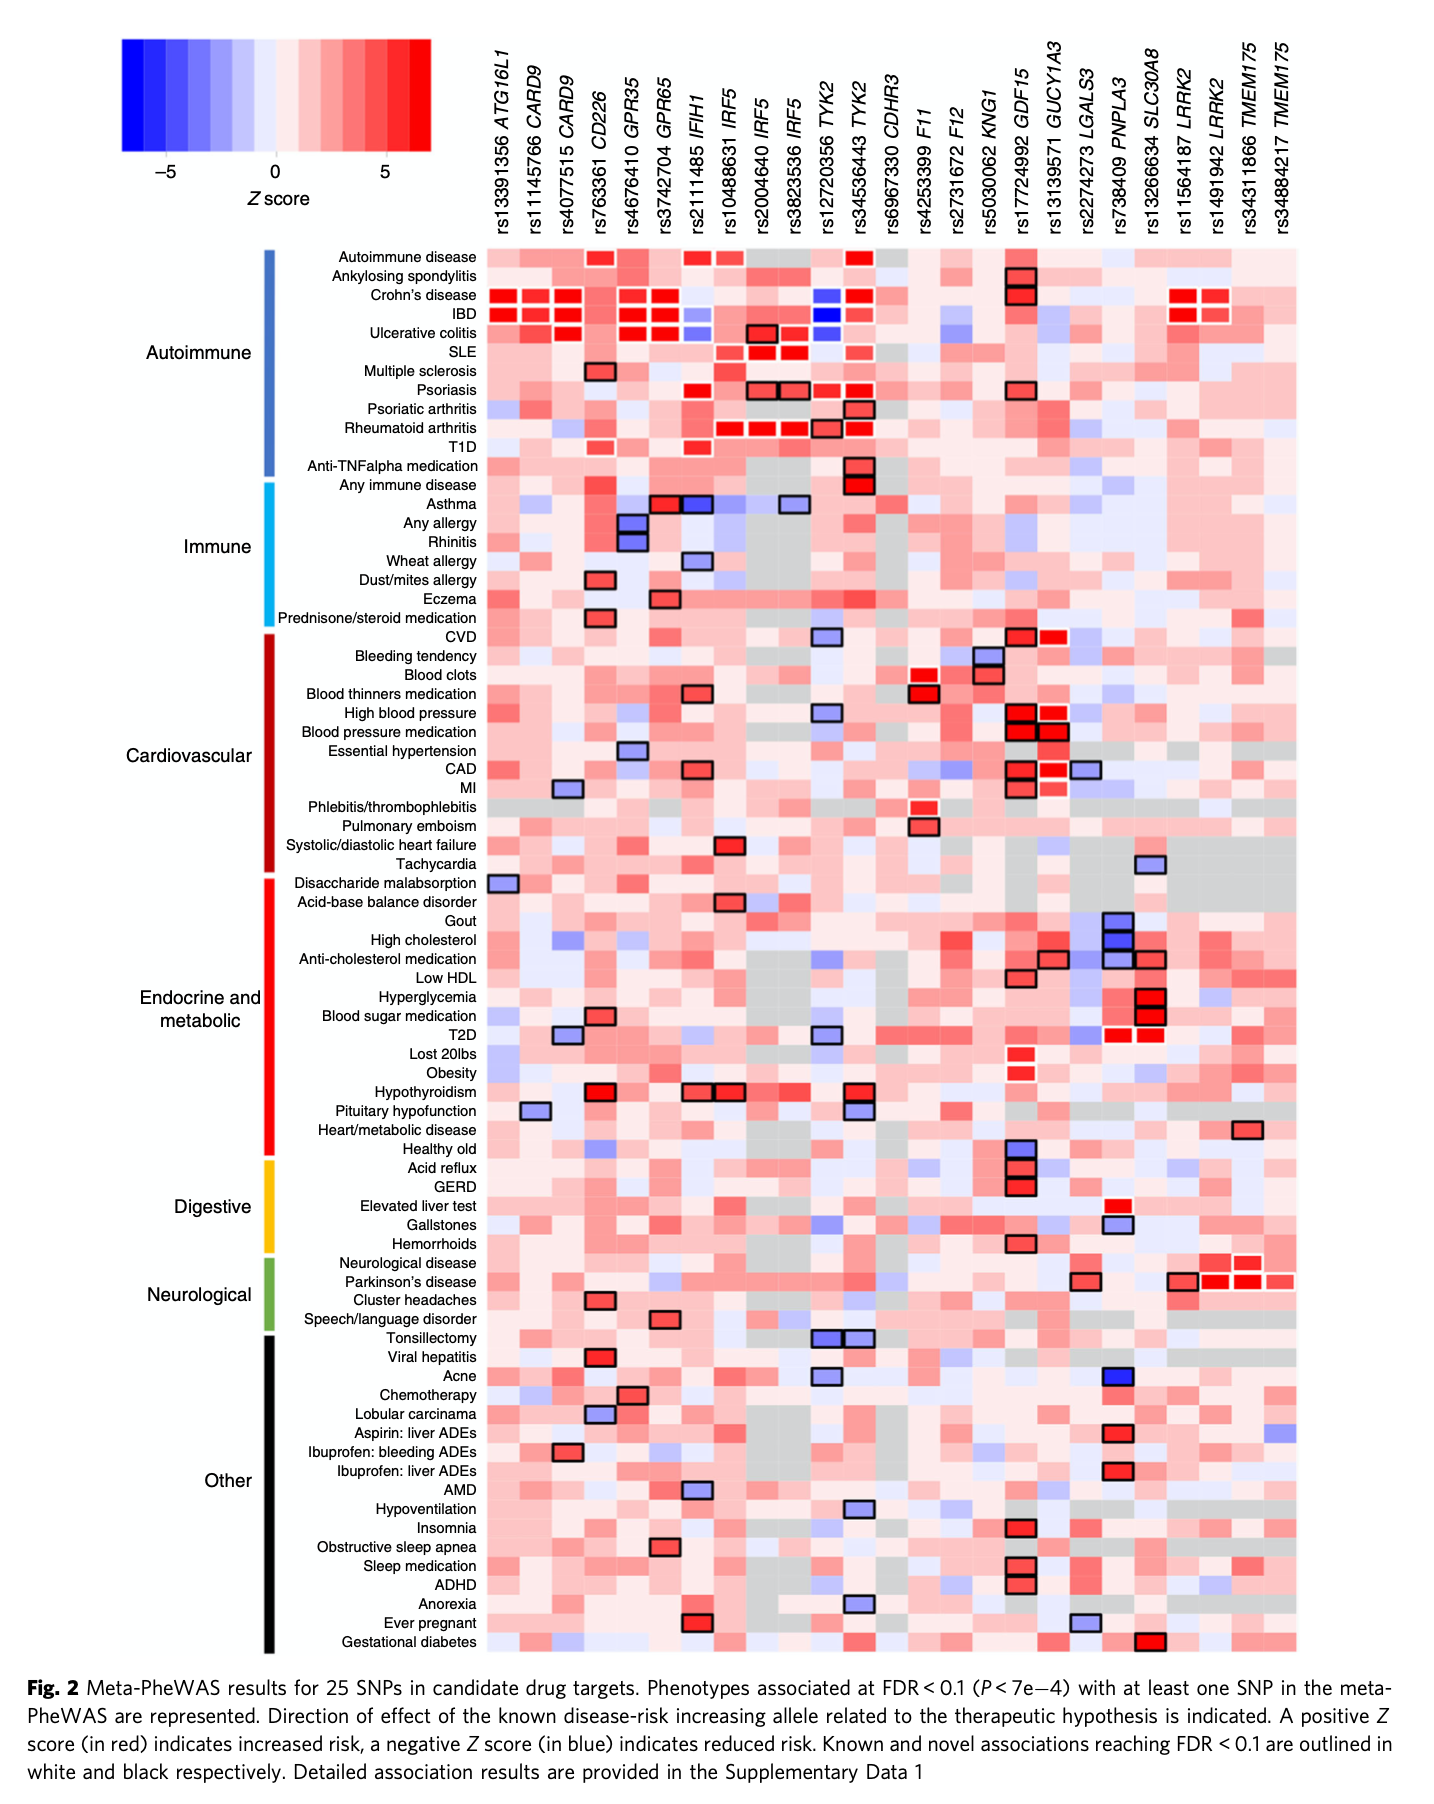 −5 0 5
Z score
rs13391356 ATG16L1
rs11145766 CARD9
rs4077515 CARD9
rs763361 CD226
rs4676410 GPR35
rs3742704 GPR65
rs2111485 IFIH1
rs10488631 IRF5
rs2004640 IRF5
rs3823536 IRF5
rs12720356 TYK2
rs34536443 TYK2
rs6967330 CDHR3
rs4253399 F11
rs2731672 F12
rs5030062 KNG1
rs17724992 GDF15
rs13139571 GUCY1A3
rs2274273 LGALS3
rs738409 PNPLA3
rs13266634 SLC30A8
rs11564187 LRRK2
rs1491942 LRRK2
rs34311866 TMEM175
rs34884217 TMEM175
Autoimmune
Autoimmune disease
Ankylosing spondylitis
Crohn's disease
IBD
Ulcerative colitis
SLE
Multiple sclerosis
Psoriasis
Psoriatic arthritis
Rheumatoid arthritis
T1D
Anti-TNFalpha medication
Immune
Any immune disease
Asthma
Any allergy
Rhinitis
Wheat allergy
Dust/mites allergy
Eczema
Prednisone/steroid medication
Cardiovascular
CVD
Bleeding tendency
Blood clots
Blood thinners medication
High blood pressure
Blood pressure medication
Essential hypertension
CAD
MI
Phlebitis/thrombophlebitis
Pulmonary emboism
Systolic/diastolic heart failure
Tachycardia
Endocrine and
metabolic
Disaccharide malabsorption
Acid-base balance disorder
Gout
High cholesterol
Anti-cholesterol medication
Low HDL
Hyperglycemia
Blood sugar medication
T2D
Lost 20lbs
Obesity
Hypothyroidism
Pituitary hypofunction
Heart/metabolic disease
Healthy old
Digestive
Acid reflux
GERD
Elevated liver test
Gallstones
Hemorrhoids
Neurological
Neurological disease
Parkinson's disease
Cluster headaches
Speech/language disorder
Other
Tonsillectomy
Viral hepatitis
Acne
Chemotherapy
Lobular carcinama
Aspirin: liver ADEs
Ibuprofen: bleeding ADEs
Ibuprofen: liver ADEs
AMD
Hypoventilation
Insomnia
Obstructive sleep apnea
Sleep medication
ADHD
Anorexia
Ever pregnant
Gestational diabetes
Fig. 2 Meta-PheWAS results for 25 SNPs in candidate drug targets. Phenotypes associated at FDR < 0.1 (P < 7e−4) with at least one SNP in the meta-
PheWAS are represented. Direction of effect of the known disease-risk increasing allele related to the therapeutic hypothesis is indicated. A positive Z
score (in red) indicates increased risk, a negative Z score (in blue) indicates reduced risk. Known and novel associations reaching FDR < 0.1 are outlined in
white and black respectively. Detailed association results are provided in the Supplementary Data 1